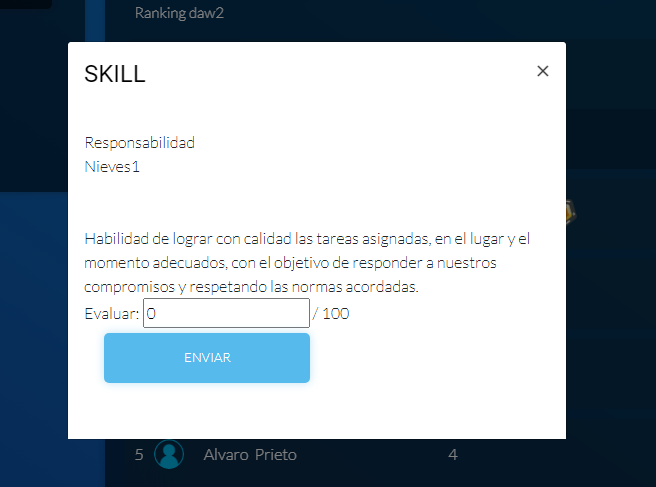 Ranking daw2
SKILL
×
Responsabilidad
Nieves1
Habilidad de lograr con calidad las tareas asignadas, en el lugar y el
momento adecuados, con el objetivo de responder a nuestros
compromisos y respetando las normas acordadas.
Evaluar: 0 / 100
ENVIAR
5 Alvaro Prieto 4